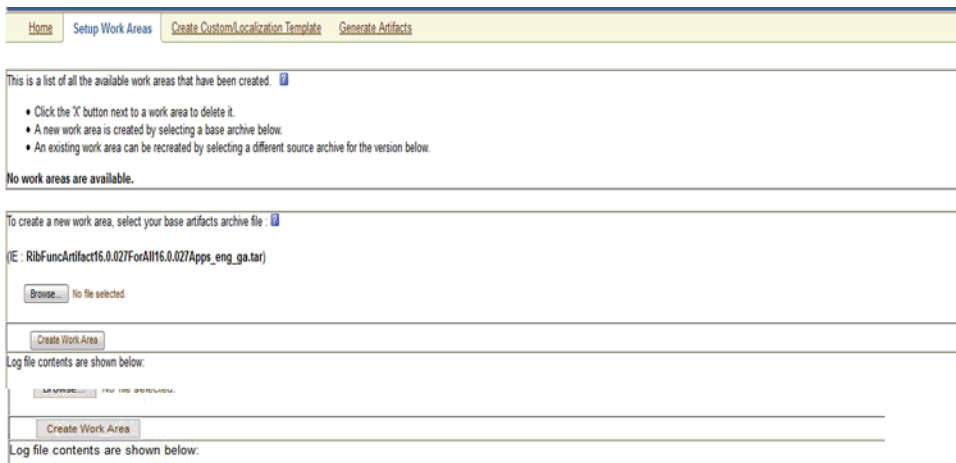 Home Setup Work Areas Create Custom/Localization Template Generate Artifacts
This is a list of all the available work areas that have been created. ?
• Click the 'X' button next to a work area to delete it.
• A new work area is created by selecting a base archive below.
• An existing work area can be recreated by selecting a different source archive for the version below.
No work areas are available.
To create a new work area, select your base artifacts archive file : ?
(IE : RibFuncArtifact16.0.027ForAll16.0.027Apps_eng_ga.tar)
Browse... No file selected.
Create Work Area
Log file contents are shown below:
Browse... No file selected.
Create Work Area
Log file contents are shown below: